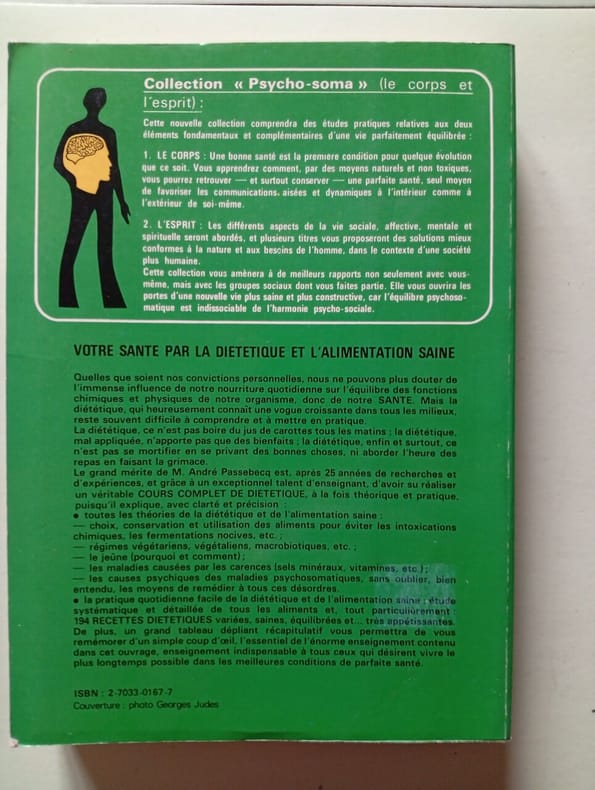 Collection « Psycho-soma » (le corps et
l'esprit) :
Cette nouvelle collection comprendra des études pratiques relatives aux deux
éléments fondamentaux et complémentaires d'une vie parfaitement équilibrée :
1. LE CORPS : Une bonne santé est la première condition pour quelque évolution
que ce soit. Vous apprendrez comment, par des moyens naturels et non toxiques,
vous pourrez retrouver — et surtout conserver — une parfaite santé, seul moyen
de favoriser les communications. aisées et dynamiques à l'intérieur comme à
l'extérieur de soi-même.
2. L'ESPRIT : Les différents aspects de la vie sociale, affective, mentale et
spirituelle seront abordés, et plusieurs titres vous proposeront des solutions mieux
conformes à la nature et aux besoins de l'homme, dans le contexte d'une société
plus humaine.
Cette collection vous amènera à de meilleurs rapports non seulement avec vous-
même, mais avec les groupes sociaux dont vous faites partie. Elle vous ouvrira les
portes d'une nouvelle vie plus saine et plus constructive, car l'équilibre psychoso-
matique est indissociable de l'harmonie psycho-sociale.
VOTRE SANTE PAR LA DIETETIQUE ET L'ALIMENTATION SAINE
Quelles que soient nos convictions personnelles, nous ne pouvons plus douter de
l'immense influence de notre nourriture quotidienne sur l'équilibre des fonctions
chimiques et physiques de notre organisme, donc de notre SANTE. Mais la
diététique, qui heureusement connaît une vogue croissante dans tous les milieux,
reste souvent difficile à comprendre et à mettre en pratique.
La diététique, ce n'est pas boire du jus de carottes tous les matins ; la diététique,
mal appliquée, n'apporte pas que des bienfaits ; la diététique, enfin et surtout, ce
n'est pas se mortifier en se privant des bonnes choses, ni aborder l'heure des
repas en faisant la grimace.
Le grand mérite de M. André Passebecq est, après 25 années de recherches et
d'expériences, et grâce à un exceptionnel talent d'enseignant, d'avoir su réaliser
un véritable COURS COMPLET DE DIETETIQUE, à la fois théorique et pratique,
puisqu'il explique, avec clarté et précision :
• toutes les théories de la diététique et de l'alimentation saine :
— choix, conservation et utilisation des aliments pour éviter les intoxications
chimiques, les fermentations nocives, etc. ;
— régimes végétariens, végétaliens, macrobiotiques, etc. ;
— le jeûne (pourquoi et comment) ;
— les maladies causées par les carences (sels minéraux, vitamines, etc.) ;
— les causes psychiques des maladies psychosomatiques, sans oublier, bien
entendu, les moyens de remédier à tous ces désordres.
• la pratique quotidienne facile de la diététique et de l'alimentation saine : étude
systématique et détaillée de tous les aliments et, tout particulièrement :
194 RECETTES DIETETIQUES variées, saines, équilibrées et... très appétissantes.
De plus, un grand tableau dépliant récapitulatif vous permettra de vous
remémorer d'un simple coup d'œil, l'essentiel de l'énorme enseignement contenu
dans cet ouvrage, enseignement indispensable à tous ceux qui désirent vivre le
plus longtemps possible dans les meilleures conditions de parfaite santé.
ISBN : 2-7033-0167-7
Couverture : photo Georges Judes